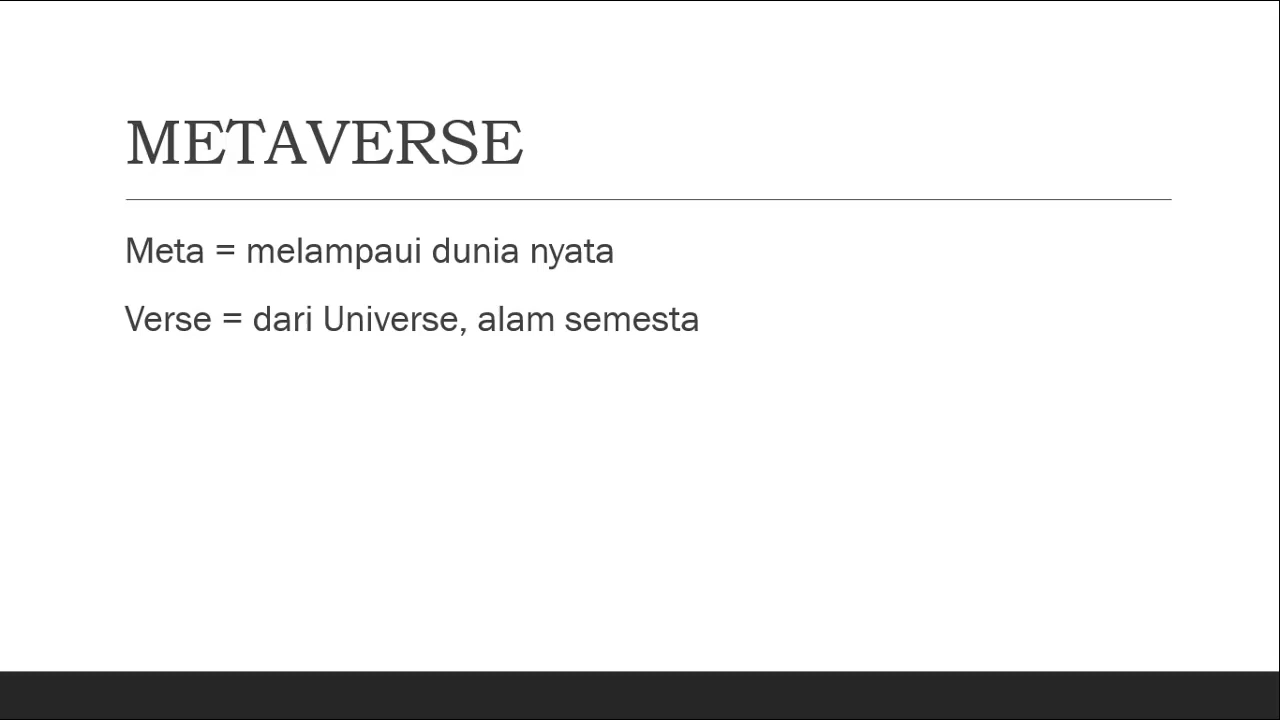 METAVERSE
Meta = melampaui dunia nyata
Verse = dari Universe, alam semesta